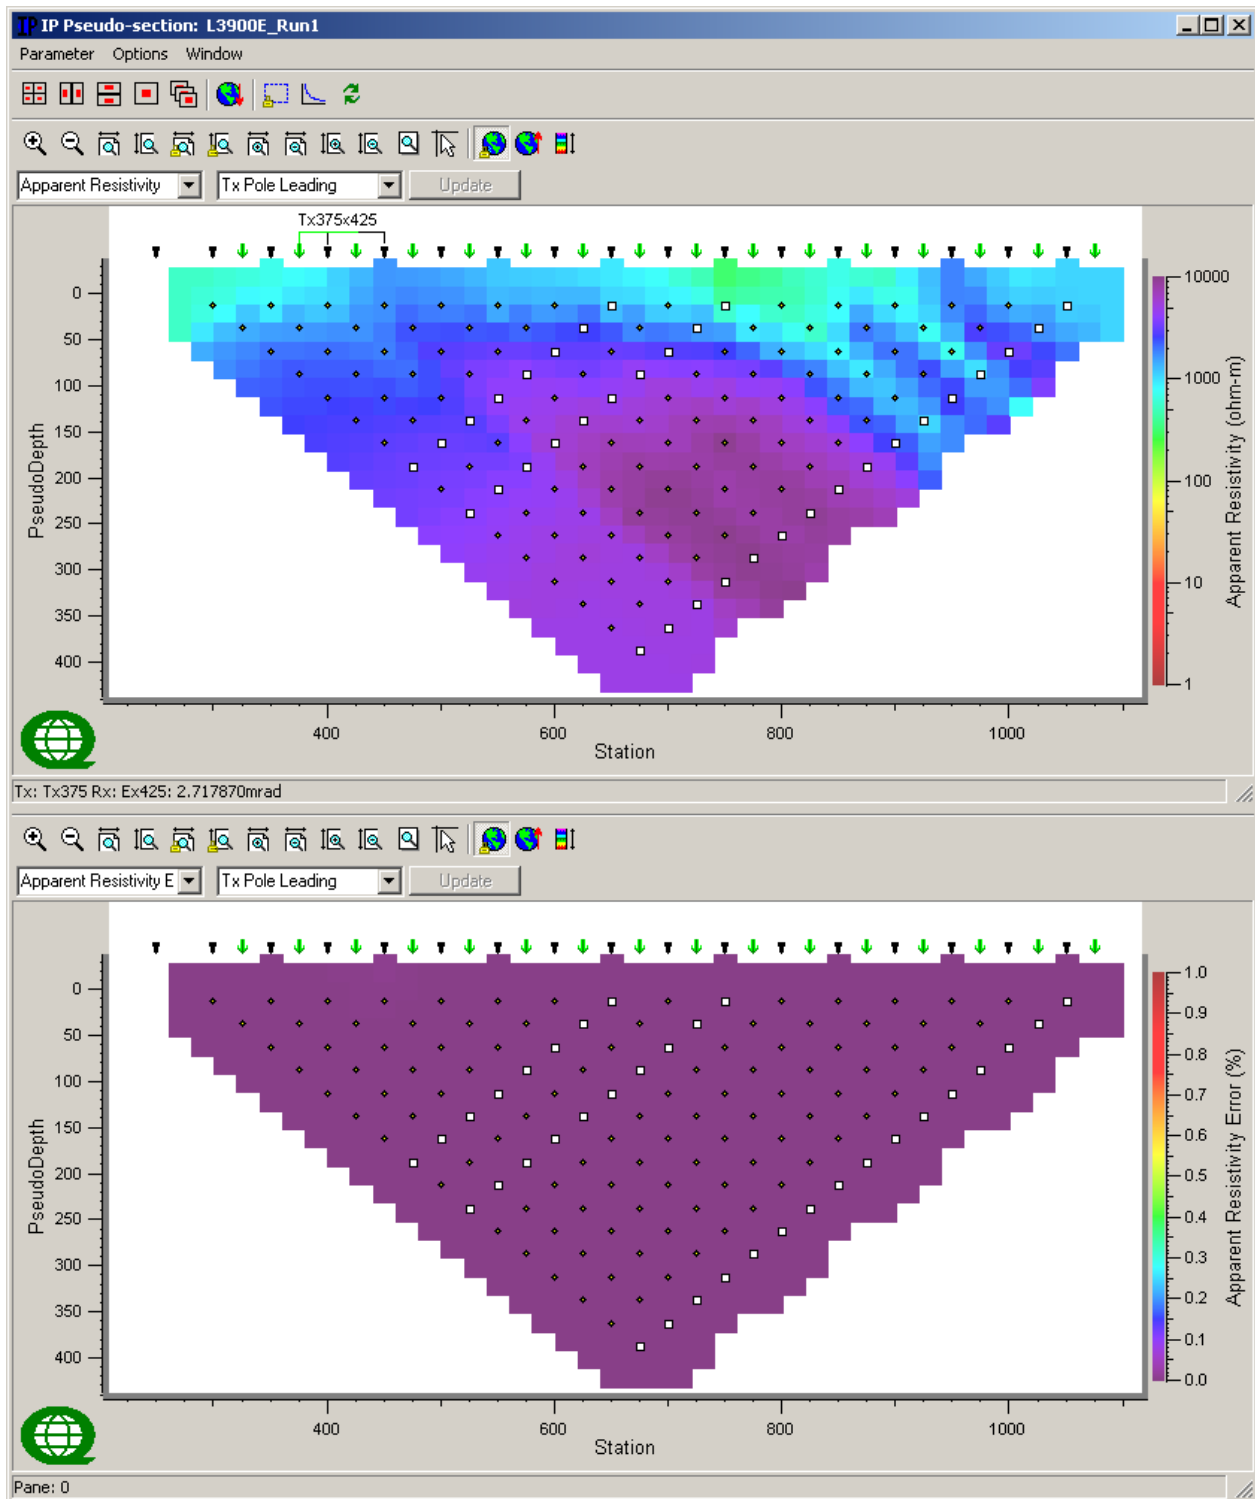 IP IP Pseudo-section: L3900E_Run1
Parameter Options Window
Apparent Resistivity Tx Pole Leading Update
Tx375x425
0
50
100
150
200
250
300
350
400
PseudoDepth
400 600 800 1000
Station
10000
1000
100
10
1
Apparent Resistivity (ohm-m)
Tx: Tx375 Rx: Ex425: 2.717870mrad
Apparent Resistivity E Tx Pole Leading Update
0
50
100
150
200
250
300
350
400
PseudoDepth
400 600 800 1000
Station
1.0
0.9
0.8
0.7
0.6
0.5
0.4
0.3
0.2
0.1
0.0
Apparent Resistivity Error (%)
Pane: 0